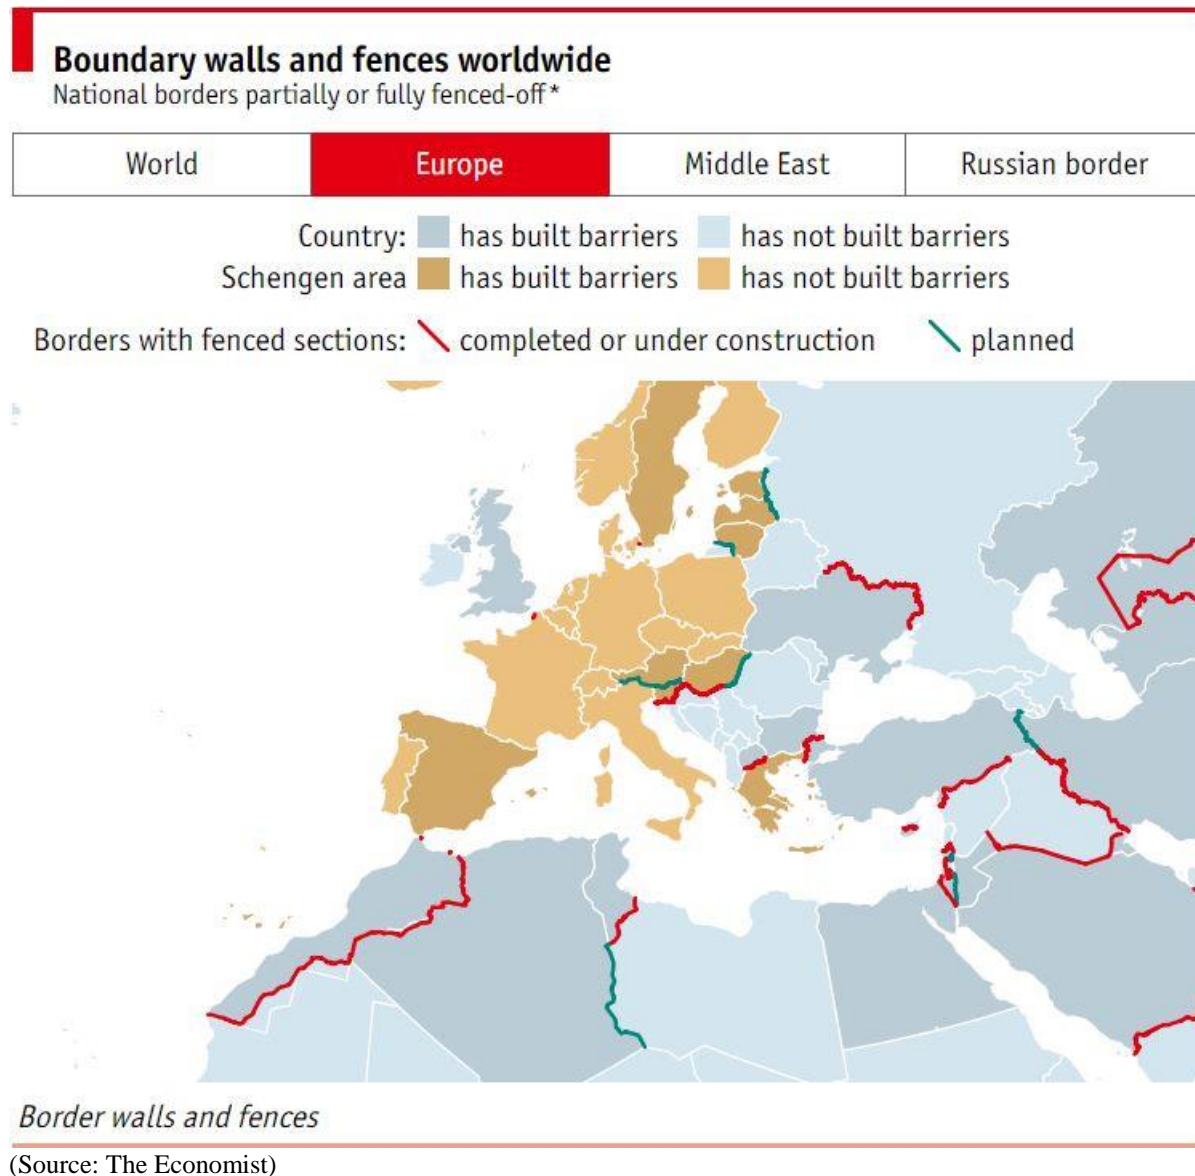 Boundary walls and fences worldwide
National borders partially or fully fenced-off*
World Europe Middle East Russian border
Country: has built barriers has not built barriers
Schengen area has built barriers has not built barriers
Borders with fenced sections: completed or under construction planned
Border walls and fences
(Source: The Economist)